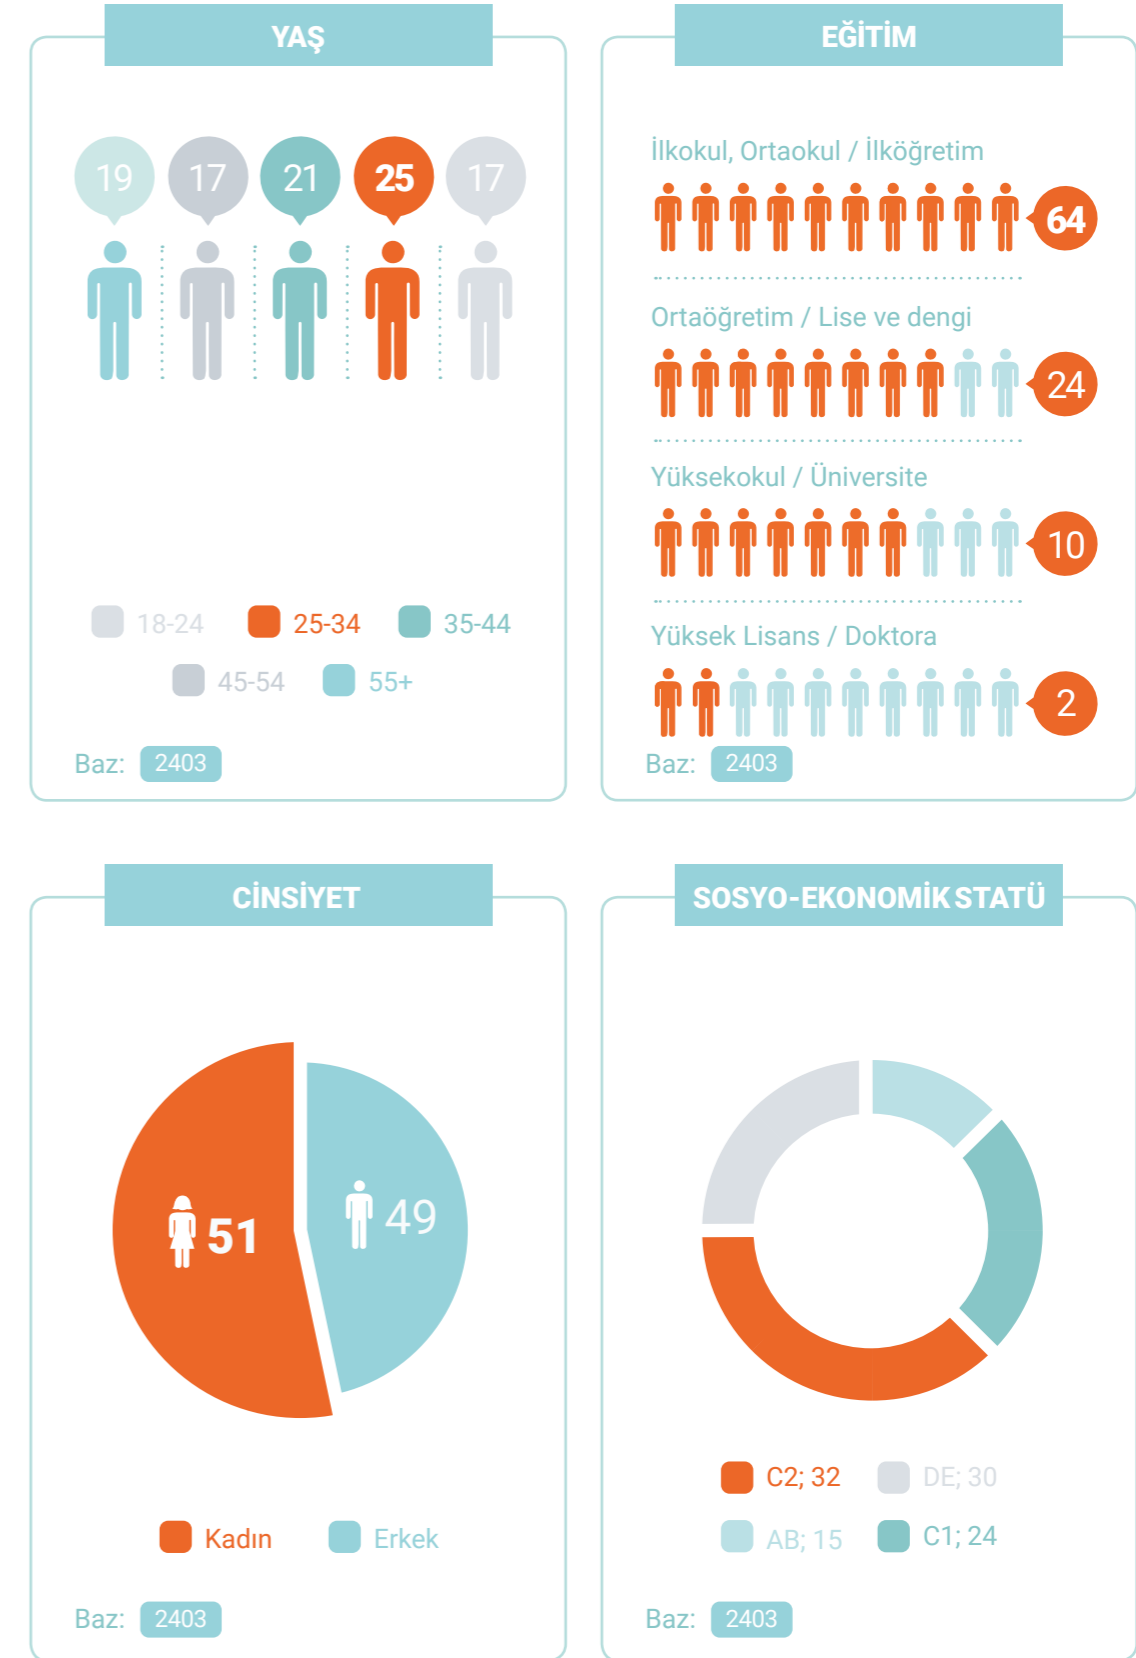 YAŞ
19 17 21 25 17
18-24 25-34 35-44
45-54 55+
Baz: 2403
EĞİTİM
İlkokul, Ortaokul / İlköğretim
64
Ortaöğretim / Lise ve dengi
24
Yüksekokul / Üniversite
10
Yüksek Lisans / Doktora
2
Baz: 2403
CİNSİYET
51 49
Kadın Erkek
Baz: 2403
SOSYO-EKONOMİK STATÜ
C2; 32 DE; 30
AB; 15 C1; 24
Baz: 2403